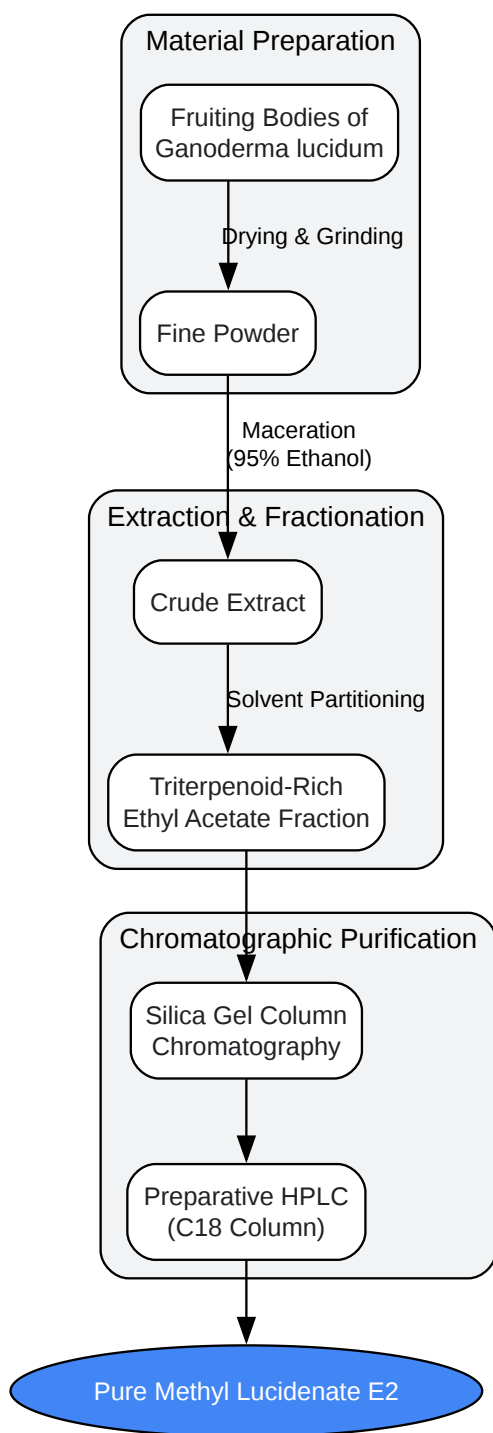 Material Preparation
Fruiting Bodies of
Ganoderma lucidum
Drying & Grinding
Fine Powder
Maceration
(95% Ethanol)
Extraction & Fractionation
Crude Extract
Solvent Partitioning
Triterpenoid-Rich
Ethyl Acetate Fraction
Chromatographic Purification
Silica Gel Column
Chromatography
Preparative HPLC
(C18 Column)
Pure Methyl Lucidenate E2